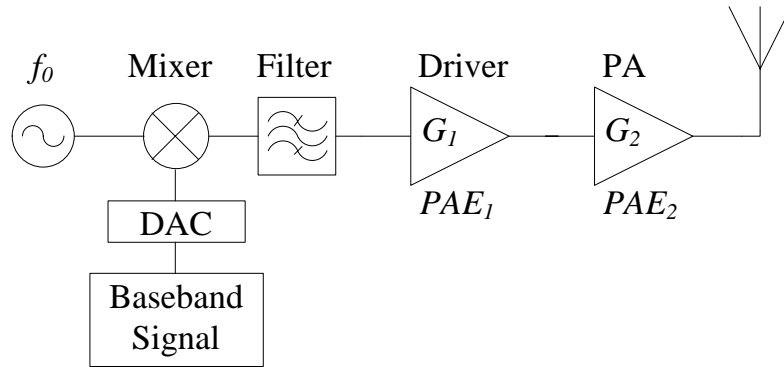 f0
Mixer
Filter
Driver
PA
G1
G2
PAE1
PAE2
DAC
Baseband
Signal